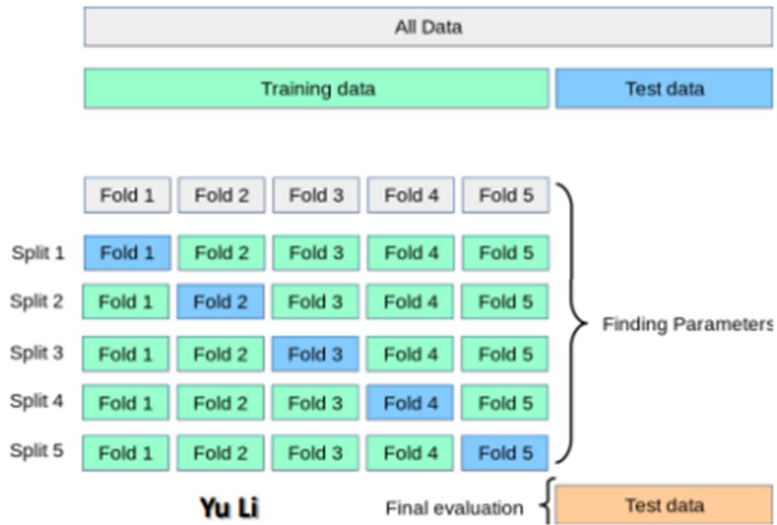 All Data
Training data Test data
Fold 1 Fold 2 Fold 3 Fold 4 Fold 5
Split 1 Fold 1 Fold 2 Fold 3 Fold 4 Fold 5
Split 2 Fold 1 Fold 2 Fold 3 Fold 4 Fold 5
Finding Parameters
Split 3 Fold 1 Fold 2 Fold 3 Fold 4 Fold 5
Split 4 Fold 1 Fold 2 Fold 3 Fold 4 Fold 5
Split 5 Fold 1 Fold 2 Fold 3 Fold 4 Fold 5
Yu Li Final evaluation Test data